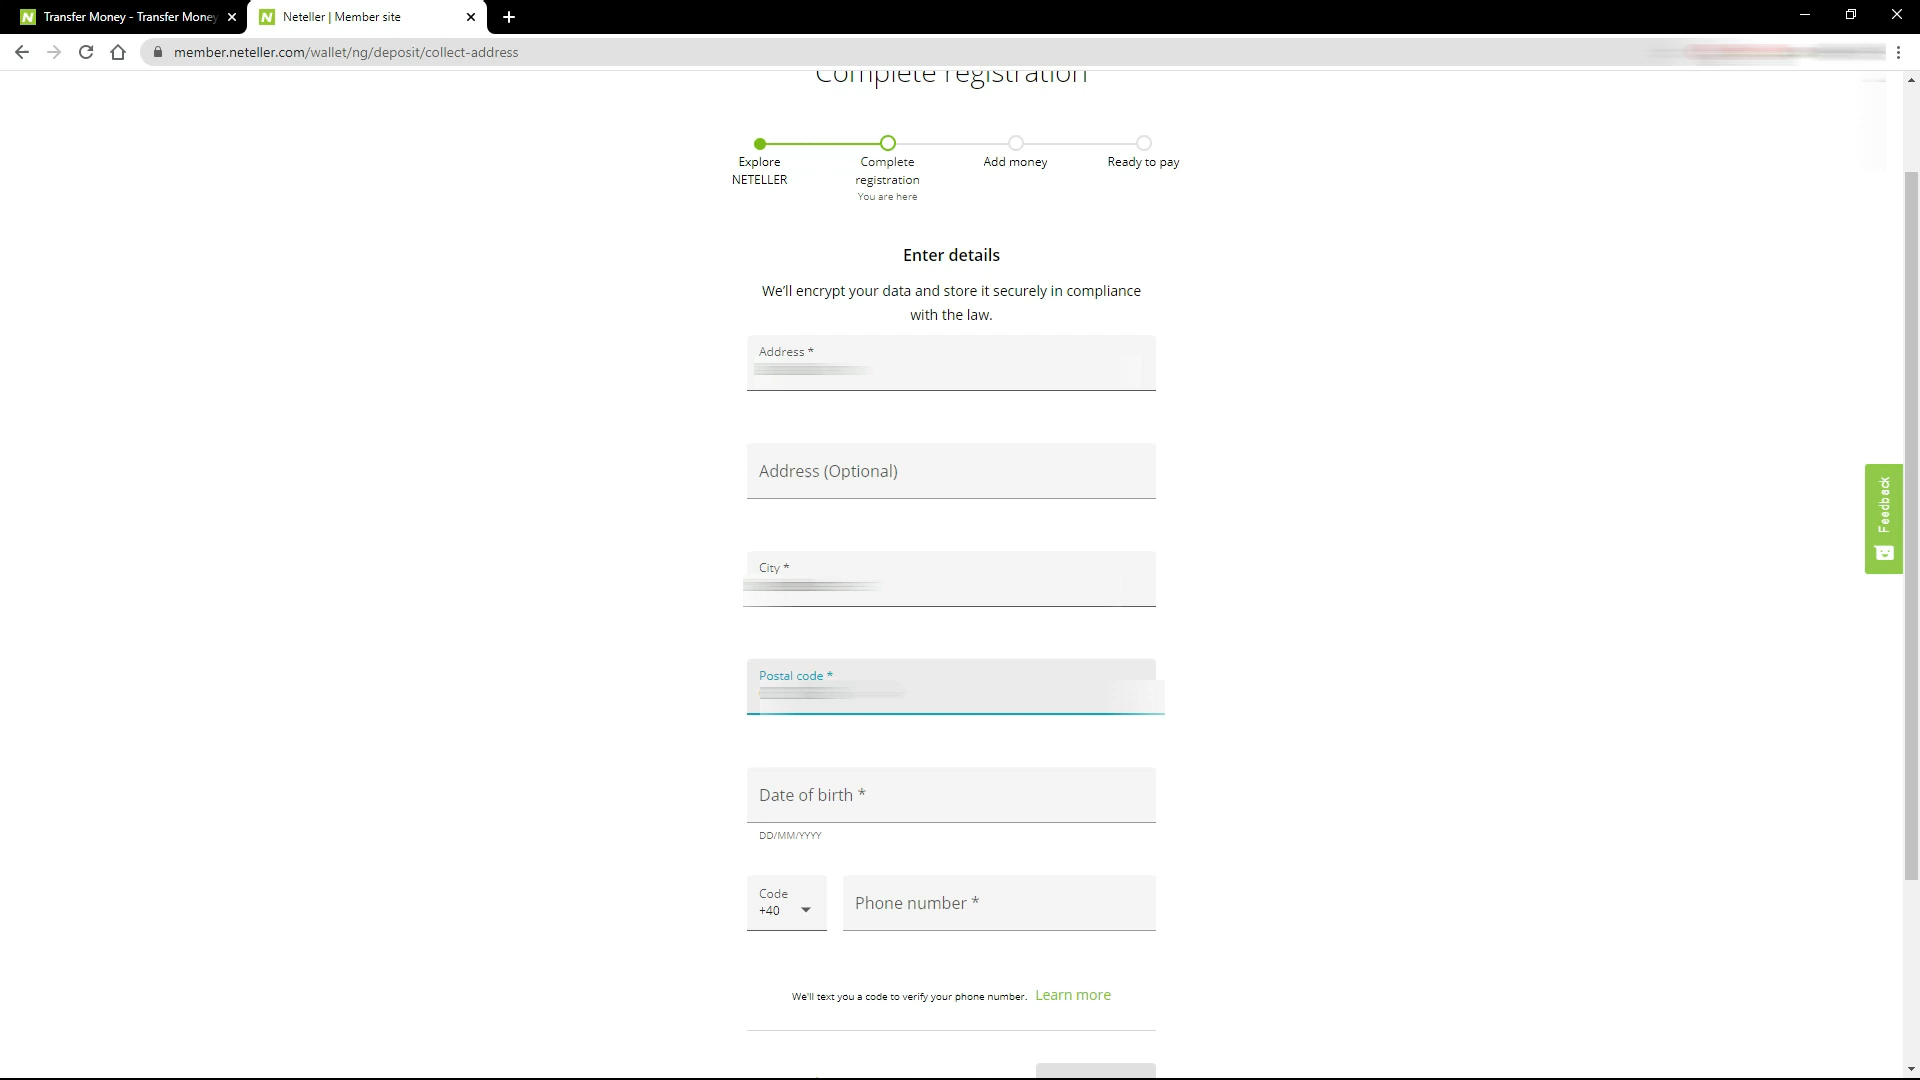 Transfer Money - Transfer Money
Neteller | Member site
member.neteller.com/wallet/ng/deposit/collect-address
Complete registration
Explore
NETELLER
Complete
registration
You are here
Add money
Ready to pay
Enter details
We'll encrypt your data and store it securely in compliance
with the law.
Address *
Address (Optional)
City *
Postal code *
Date of birth *
DD/MM/YYYY
Code
+40
Phone number *
We'll text you a code to verify your phone number. Learn more
Feedback